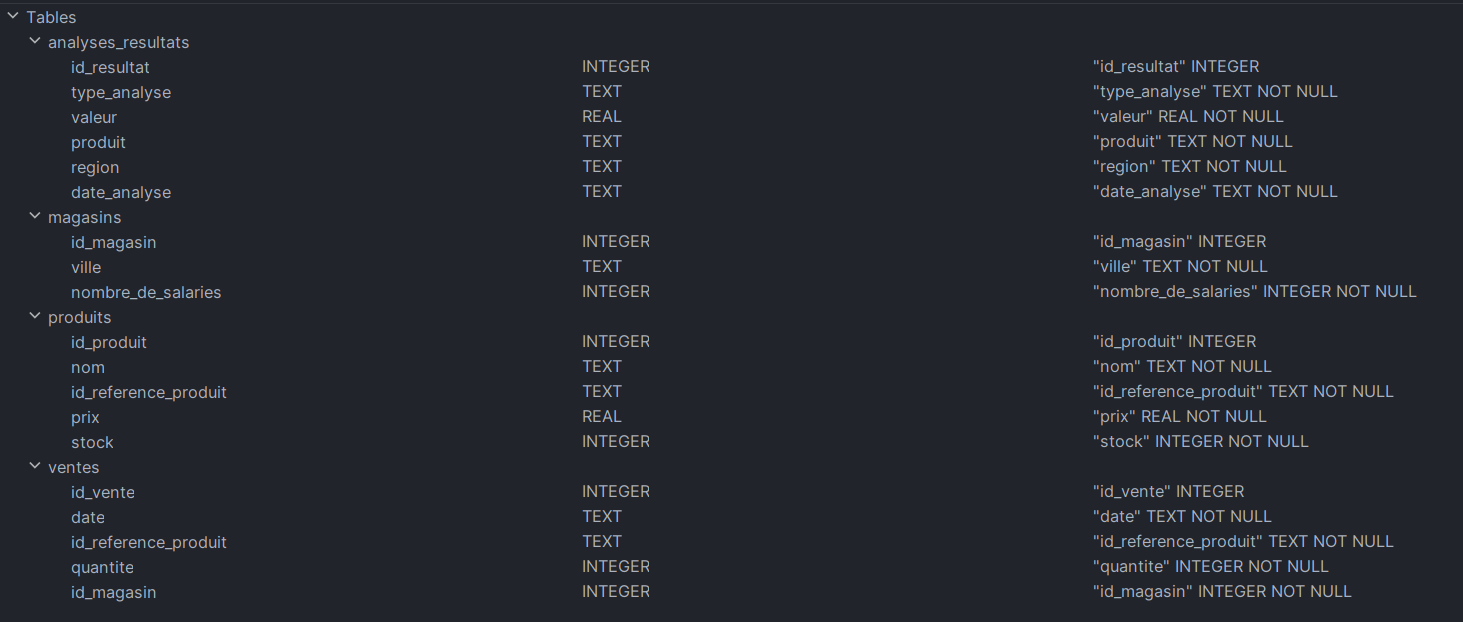 Tables
analyses_resultats
id_resultat INTEGER "id_resultat" INTEGER
type_analyse TEXT "type_analyse" TEXT NOT NULL
valeur REAL "valeur" REAL NOT NULL
produit TEXT "produit" TEXT NOT NULL
region TEXT "region" TEXT NOT NULL
date_analyse TEXT "date_analyse" TEXT NOT NULL
magasins
id_magasin INTEGER "id_magasin" INTEGER
ville TEXT "ville" TEXT NOT NULL
nombre_de_salaries INTEGER "nombre_de_salaries" INTEGER NOT NULL
produits
id_produit INTEGER "id_produit" INTEGER
nom TEXT "nom" TEXT NOT NULL
id_reference_produit TEXT "id_reference_produit" TEXT NOT NULL
prix REAL "prix" REAL NOT NULL
stock INTEGER "stock" INTEGER NOT NULL
ventes
id_vente INTEGER "id_vente" INTEGER
date TEXT "date" TEXT NOT NULL
id_reference_produit TEXT "id_reference_produit" TEXT NOT NULL
quantite INTEGER "quantite" INTEGER NOT NULL
id_magasin INTEGER "id_magasin" INTEGER NOT NULL